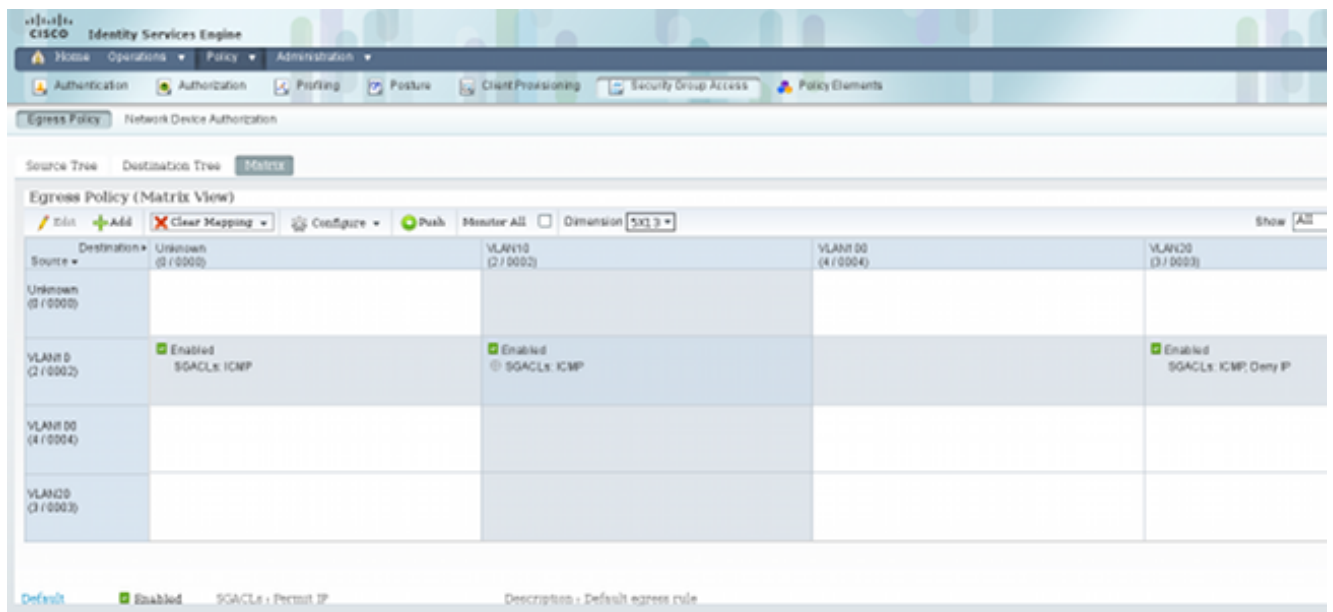 CISCO Identity Services Engine
Home Operations Policy Administration
Authentication Authorization Profiling Posture Client Provisioning Security Group Access Policy Elements
Egress Policy Network Device Authorization
Source Tree Destination Tree Matrix
Egress Policy (Matrix View)
Edit Add Clear Mapping Configure Push Monitor All Dimension 5X13 Show All
Destination Unknown VLAN10 VLAN100 VLAN20
Source (0 / 0000) (2 / 0002) (4 / 0004) (3 / 0003)
Unknown
(0 / 0000)
VLAN10
(2 / 0002)
Enabled
SGACLs: ICMP
Enabled
SGACLs: ICMP
Enabled
SGACLs: ICMP; Deny IP
VLAN100
(4 / 0004)
VLAN20
(3 / 0003)
Default Enabled SGACLs : Permit IP Description : Default egress rule